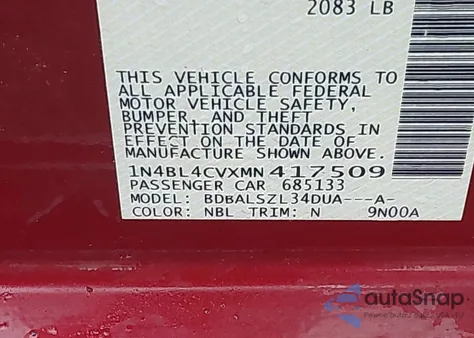 2083 LB
THIS VEHICLE CONFORMS TO
ALL APPLICABLE FEDERAL
MOTOR VEHICLE SAFETY,
BUMPER, AND THEFT
PREVENTION STANDARDS IN
EFFECT ON THE DATE OF
MANUFACTURE SHOWN ABOVE.
1N4BL4CVXMN417509
PASSENGER CAR 685133
MODEL: BDBALSZL34DUA---A-
COLOR: NBL TRIM: N 9N00A
autoSnap